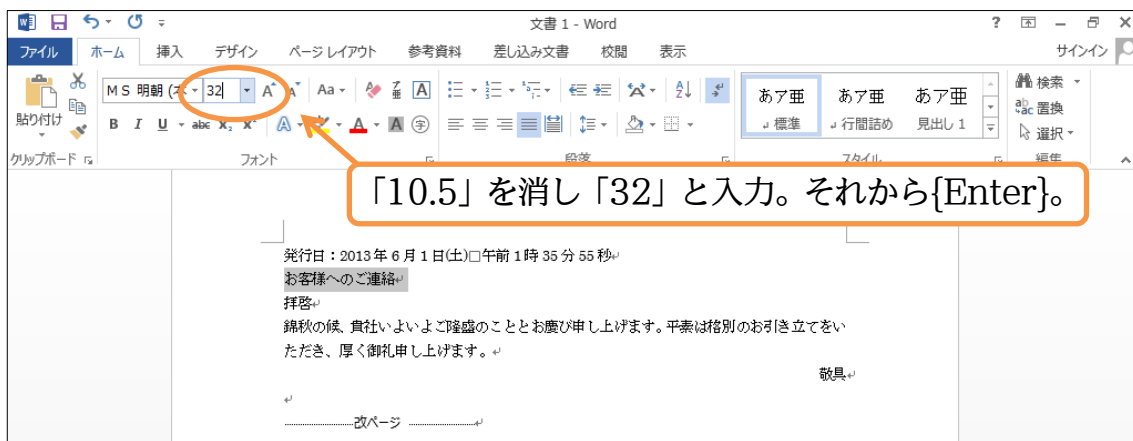 文書 1 - Word
ファイル ホーム 挿入 デザイン ページ レイアウト 参考資料 差し込み文書 校閲 表示 サインイン
貼り付け
クリップボード
ＭＳ 明朝 (本 32
B I U abc X₂ X²
フォント
段落
あア亜 あア亜 あア亜
↵ 標準 ↵ 行間詰め 見出し 1
スタイル
検索
置換
選択
編集
「10.5」を消し「32」と入力。それから{Enter}。
発行日：2013年6月1日(土)□午前1時35分55秒↵
お客様へのご連絡↵
拝啓↵
錦秋の候、貴社いよいよご隆盛のこととお慶び申し上げます。平素は格別のお引き立てをい
ただき、厚く御礼申し上げます。↵
敬具↵
↵
改ページ